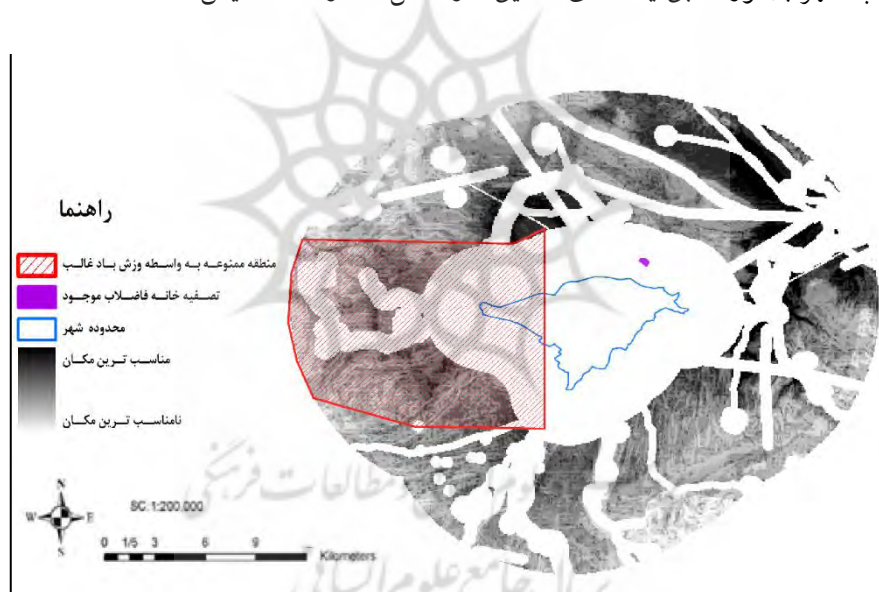 راهنما
منطقه ممنوعه به واسطه وزش باد غالب
تصفیه خانه فاضلاب موجود
محدوده شهر
مناسب ترین مکان
نامناسب ترین مکان
N
W E
S
SC:1:200,000
0 1/5 3 6 9
Kilometers